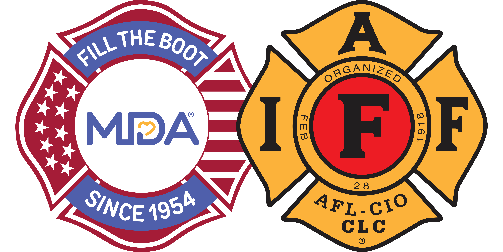 FILL THE BOOT
MDA®
SINCE 1954
A
I F F
ORGANIZED
FEB 28 1918
AFL-CIO
CLC
®